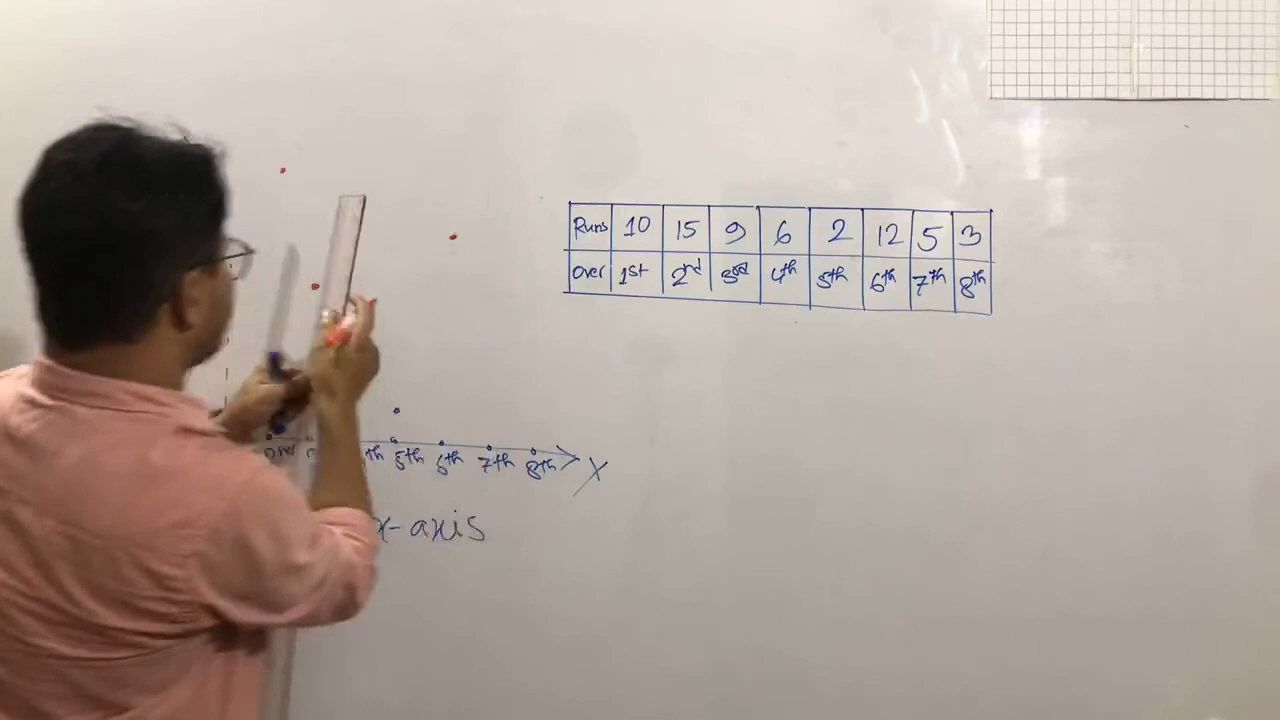 Runs 10 15 9 6 2 12 5 3
Over 1st 2nd 3rd 4th 5th 6th 7th 8th
5th 6th 7th 8th X
x-axis